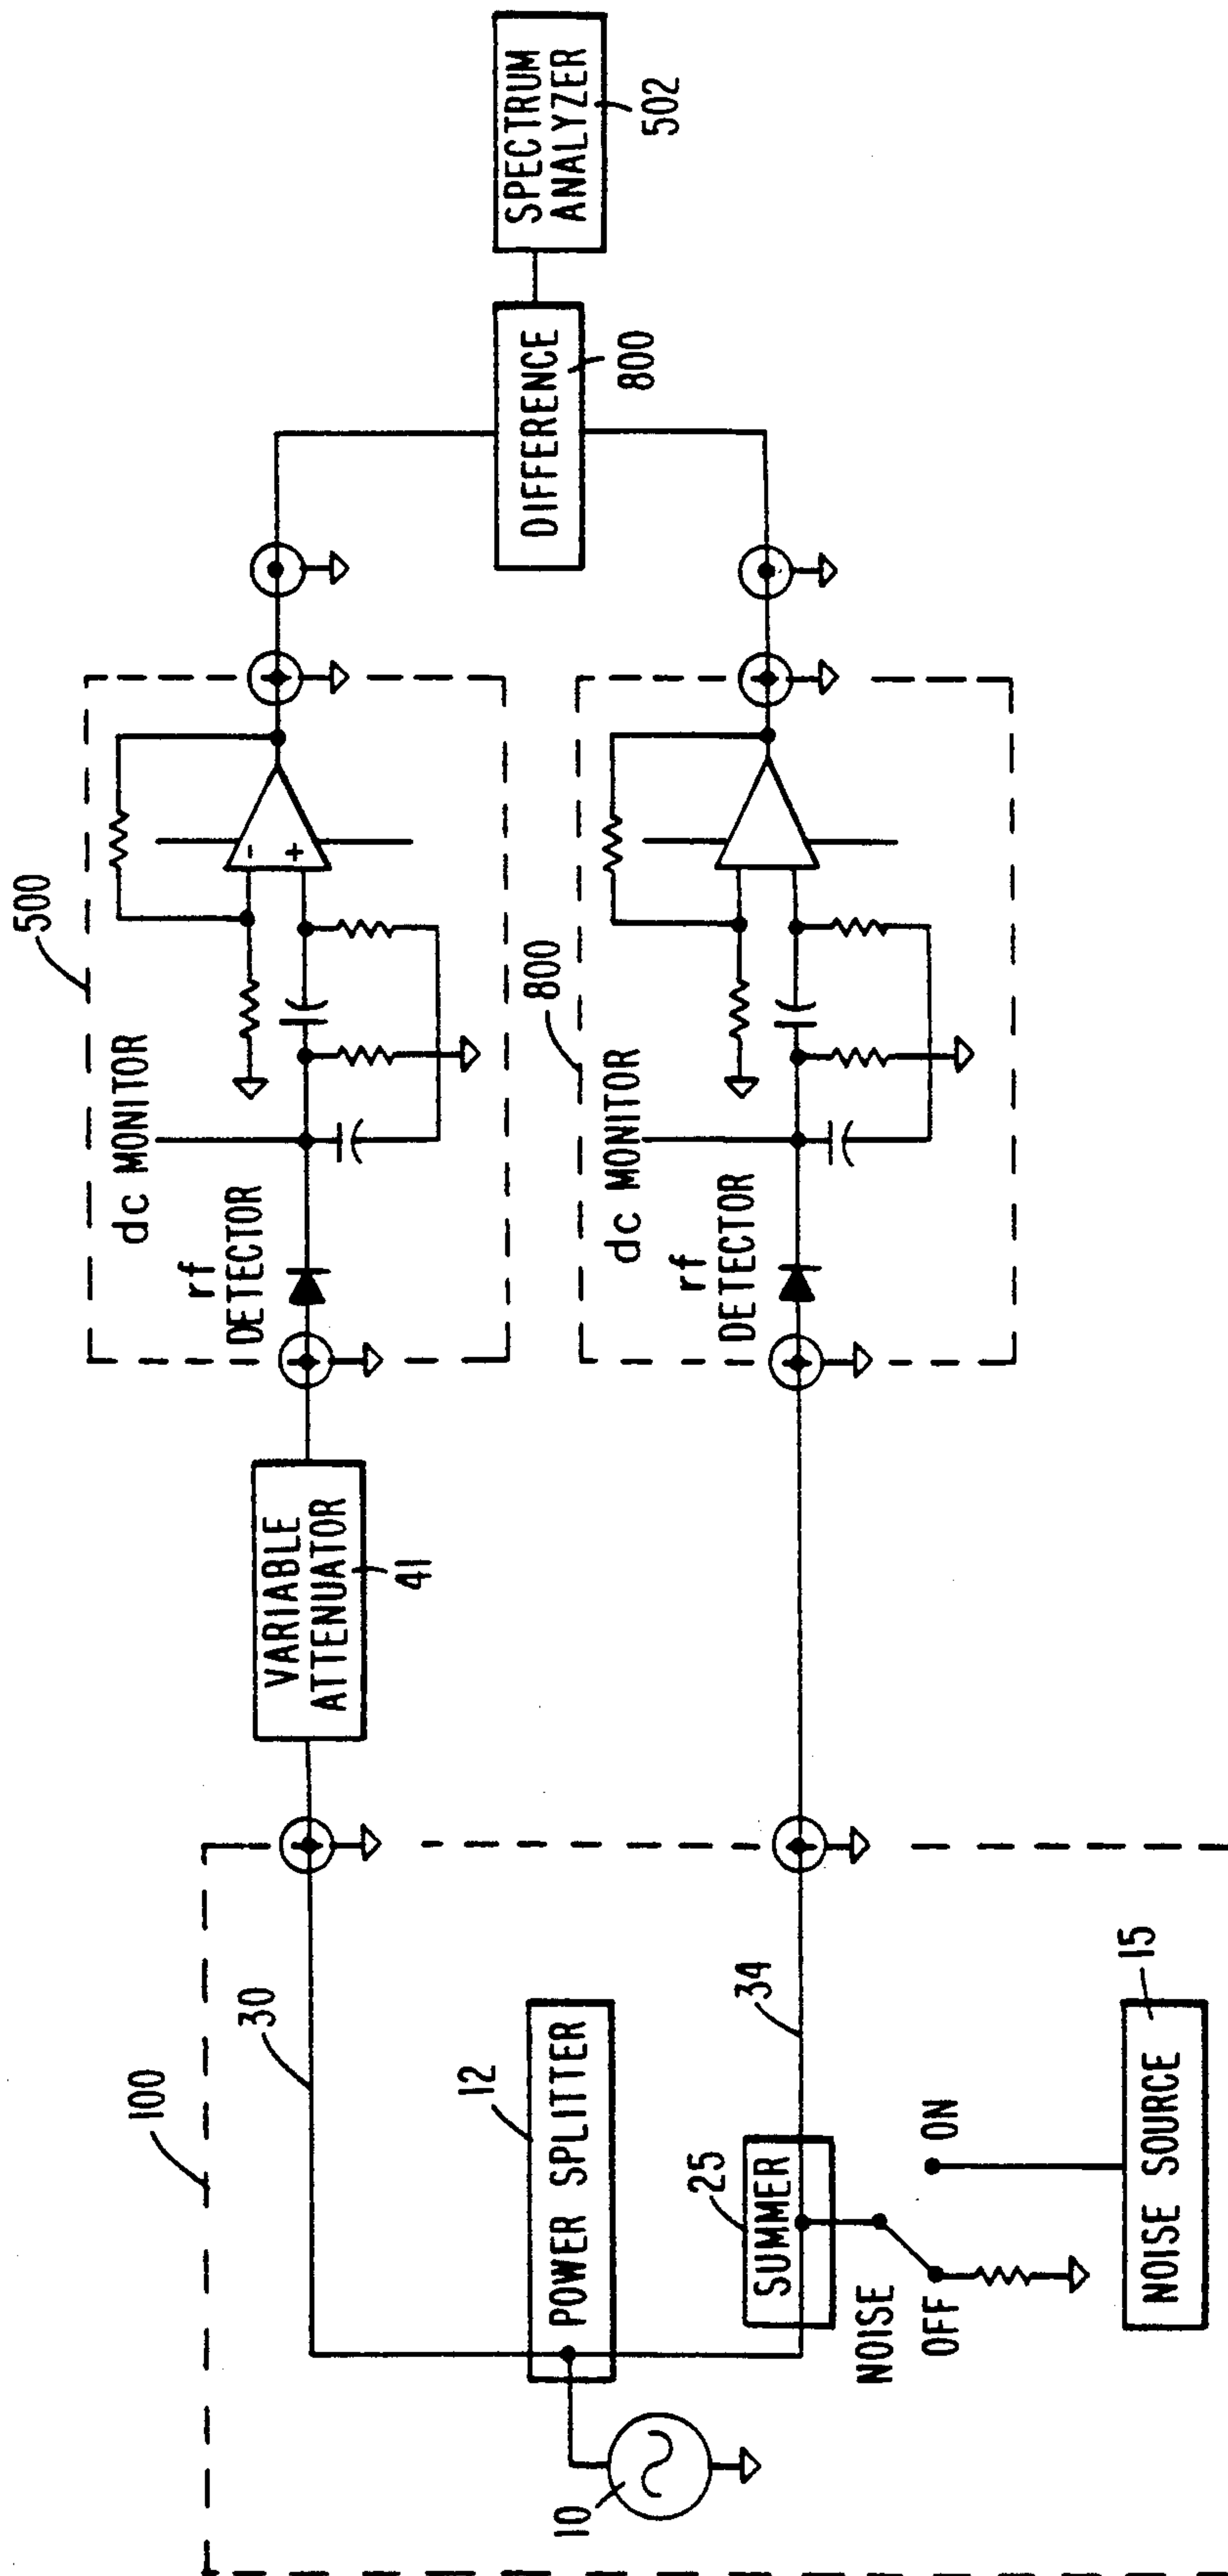 100
30
12
POWER SPLITTER
10
25
SUMMER
34
NOISE
OFF
ON
15
NOISE SOURCE
VARIABLE
ATTENUATOR
41
500
rf
DETECTOR
dc MONITOR
-
+
800
rf
DETECTOR
dc MONITOR
DIFFERENCE
800
SPECTRUM
ANALYZER
502